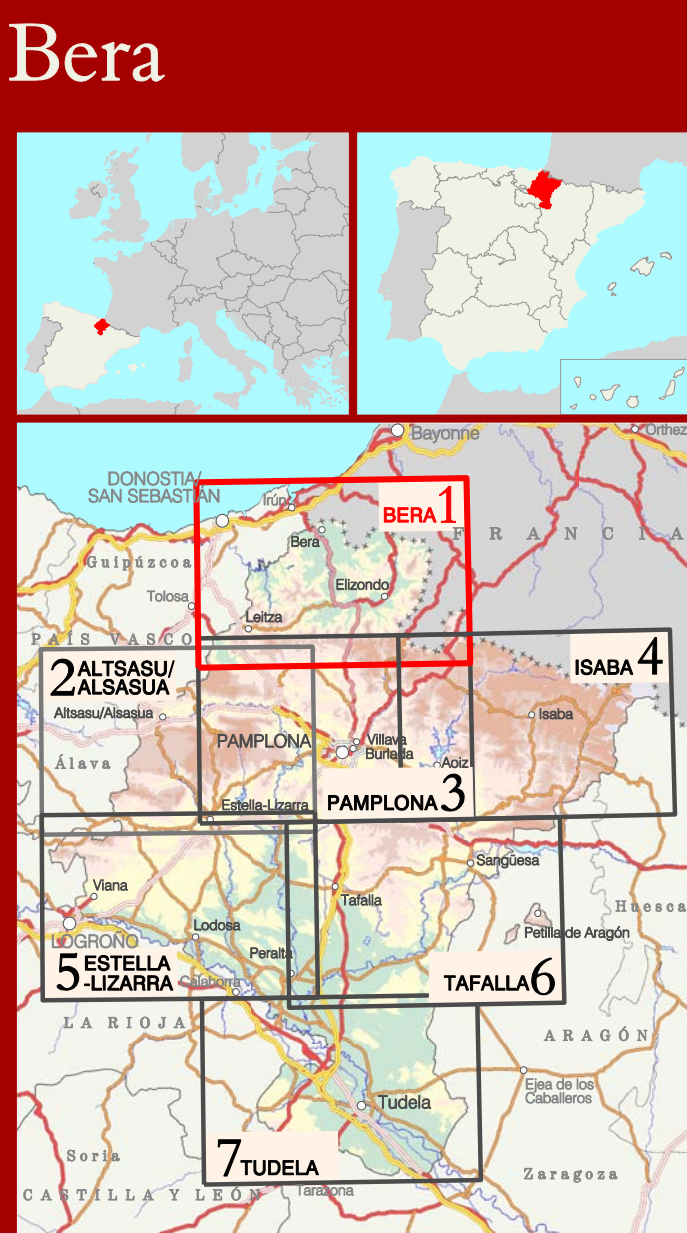 Bera
Bayonne
Orthez
DONOSTIA/
SAN SEBASTIÁN
Irún
BERA 1
FRANCIA
Bera
Guipúzcoa
Elizondo
Tolosa
Leitza
PAÍS VASCO
2 ALTSASU/
ALSASUA
ISABA 4
Altsasu/Alsasua
Isaba
PAMPLONA
Villava
Burlada
Álava
Aoiz
PAMPLONA 3
Estella-Lizarra
Sangüesa
Viana
Tafalla
Huesca
Lodosa
Petilla de Aragón
LOGROÑO
Peralta
5 ESTELLA
-LIZARRA
Calahorra
TAFALLA 6
LA RIOJA
ARAGÓN
Ejea de los
Caballeros
Tudela
Soria
7 TUDELA
Zaragoza
CASTILLA Y LEÓN
Tarazona